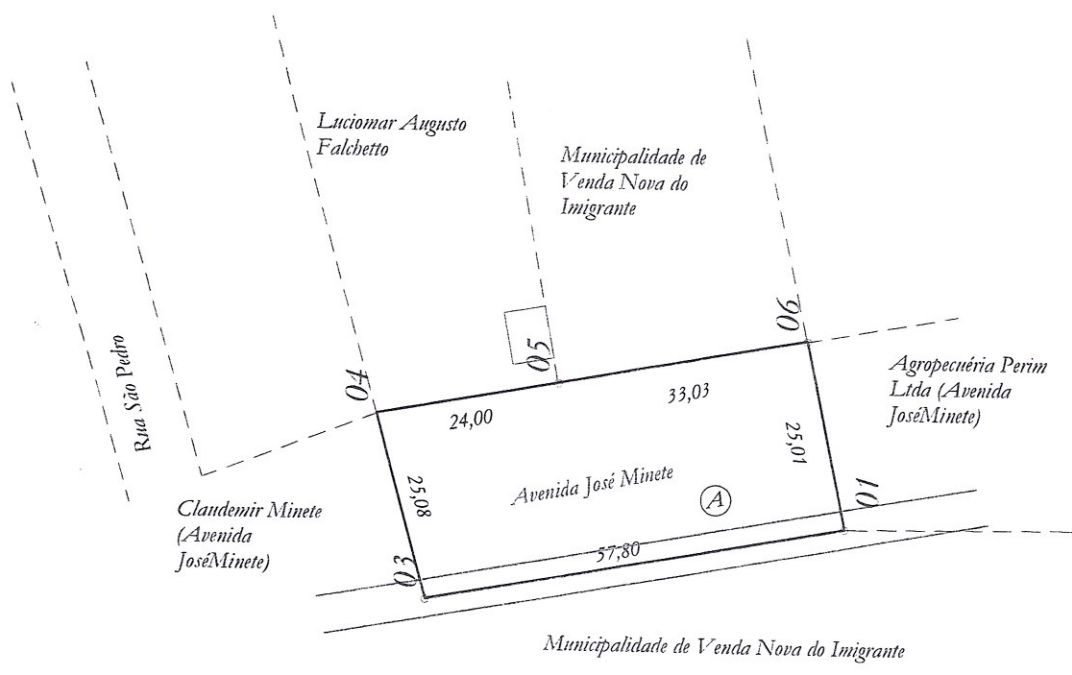 Luciomar Augusto
Falchetto
Municipalidade de
Venda Nova do
Imigrante
Rua São Pedro
04
05
06
24,00
33,03
Agropecuéria Perim
Ltda (Avenida
JoséMinete)
25,08
25,01
Avenida José Minete
A
01
Claudemir Minete
(Avenida
JoséMinete)
03
57,80
Municipalidade de Venda Nova do Imigrante